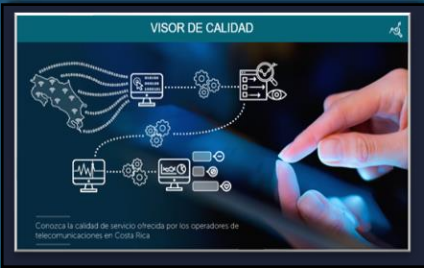 VISOR DE CALIDAD
Conozca la calidad de servicio ofrecida por los operadores de
telecomunicaciones en Costa Rica